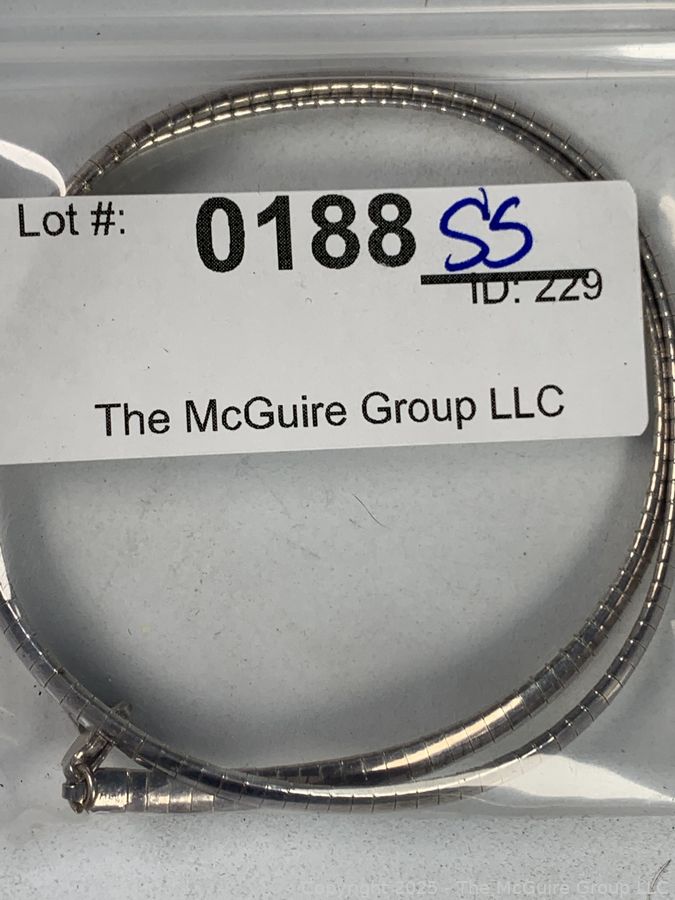 Lot #: 0188 SS
ID: 229
The McGuire Group LLC
Copyright 2025 - The McGuire Group LLC